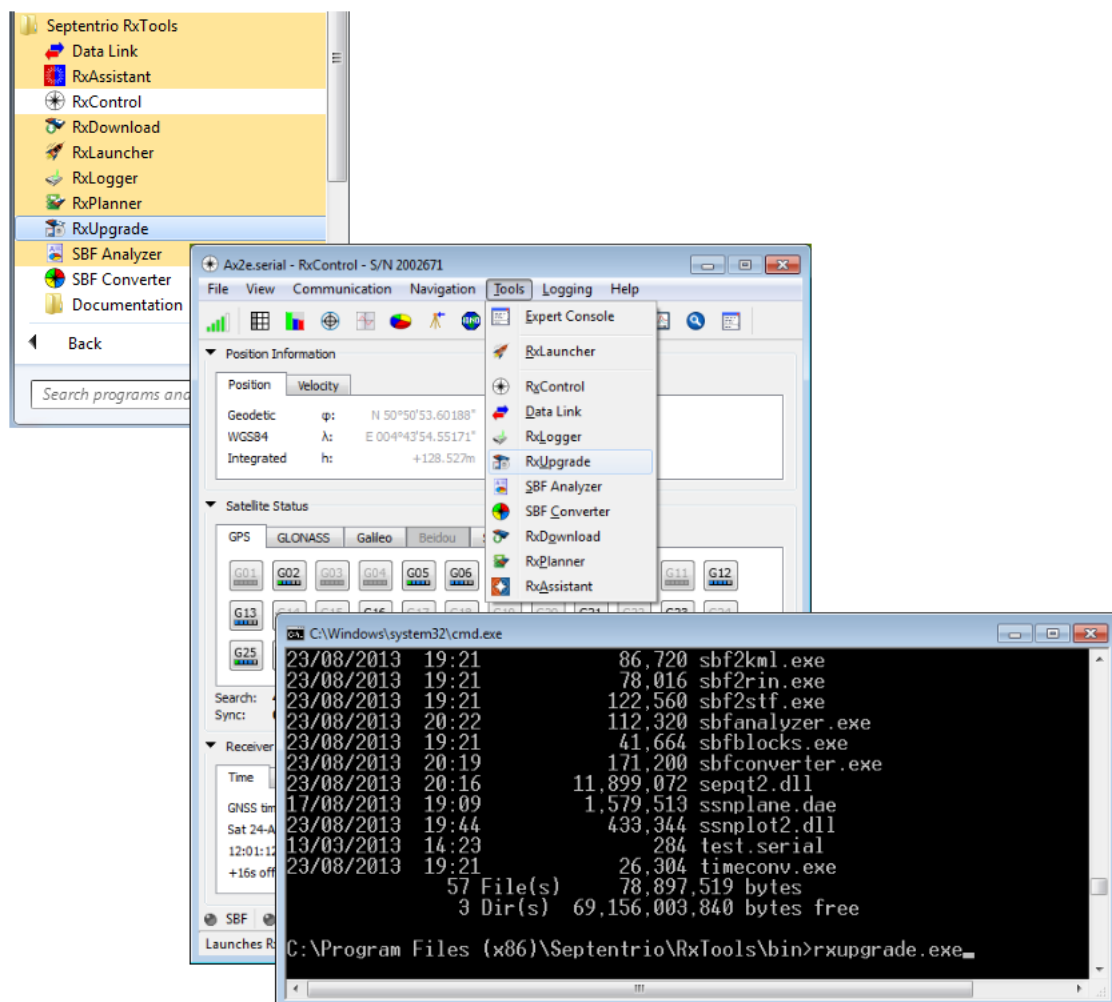 Septentrio RxTools
Data Link
RxAssistant
RxControl
RxDownload
RxLauncher
RxLogger
RxPlanner
RxUpgrade
SBF Analyzer
SBF Converter
Documentation
Back
Search programs and
Ax2e.serial - RxControl - S/N 2002671
File View Communication Navigation Tools Logging Help
Expert Console
RxLauncher
RxControl
Data Link
RxLogger
RxUpgrade
SBF Analyzer
SBF Converter
RxDownload
RxPlanner
RxAssistant
Position Information
Position Velocity
Geodetic φ: N 50°50'53.60188"
WGS84 λ: E 004°43'54.55171"
Integrated h: +128.527m
Satellite Status
GPS GLONASS Galileo Beidou
G01 G02 G03 G04 G05 G06 G11 G12
G13
G25
Search:
Sync:
Receiver
Time
GNSS tim
Sat 24-A
12:01:12
+16s off
SBF
Launches R
C:\Windows\system32\cmd.exe
23/08/2013 19:21 86,720 sbf2kml.exe
23/08/2013 19:21 78,016 sbf2rin.exe
23/08/2013 19:21 122,560 sbf2stf.exe
23/08/2013 20:22 112,320 sbfanalyzer.exe
23/08/2013 19:21 41,664 sbfblocks.exe
23/08/2013 20:19 171,200 sbfconverter.exe
23/08/2013 20:16 11,899,072 sepqt2.dll
17/08/2013 19:09 1,579,513 ssnplane.dae
23/08/2013 19:44 433,344 ssnplot2.dll
13/03/2013 14:23 284 test.serial
23/08/2013 19:21 26,304 timeconv.exe
57 File(s) 78,897,519 bytes
3 Dir(s) 69,156,003,840 bytes free
C:\Program Files (x86)\Septentrio\RxTools\bin>rxupgrade.exe_